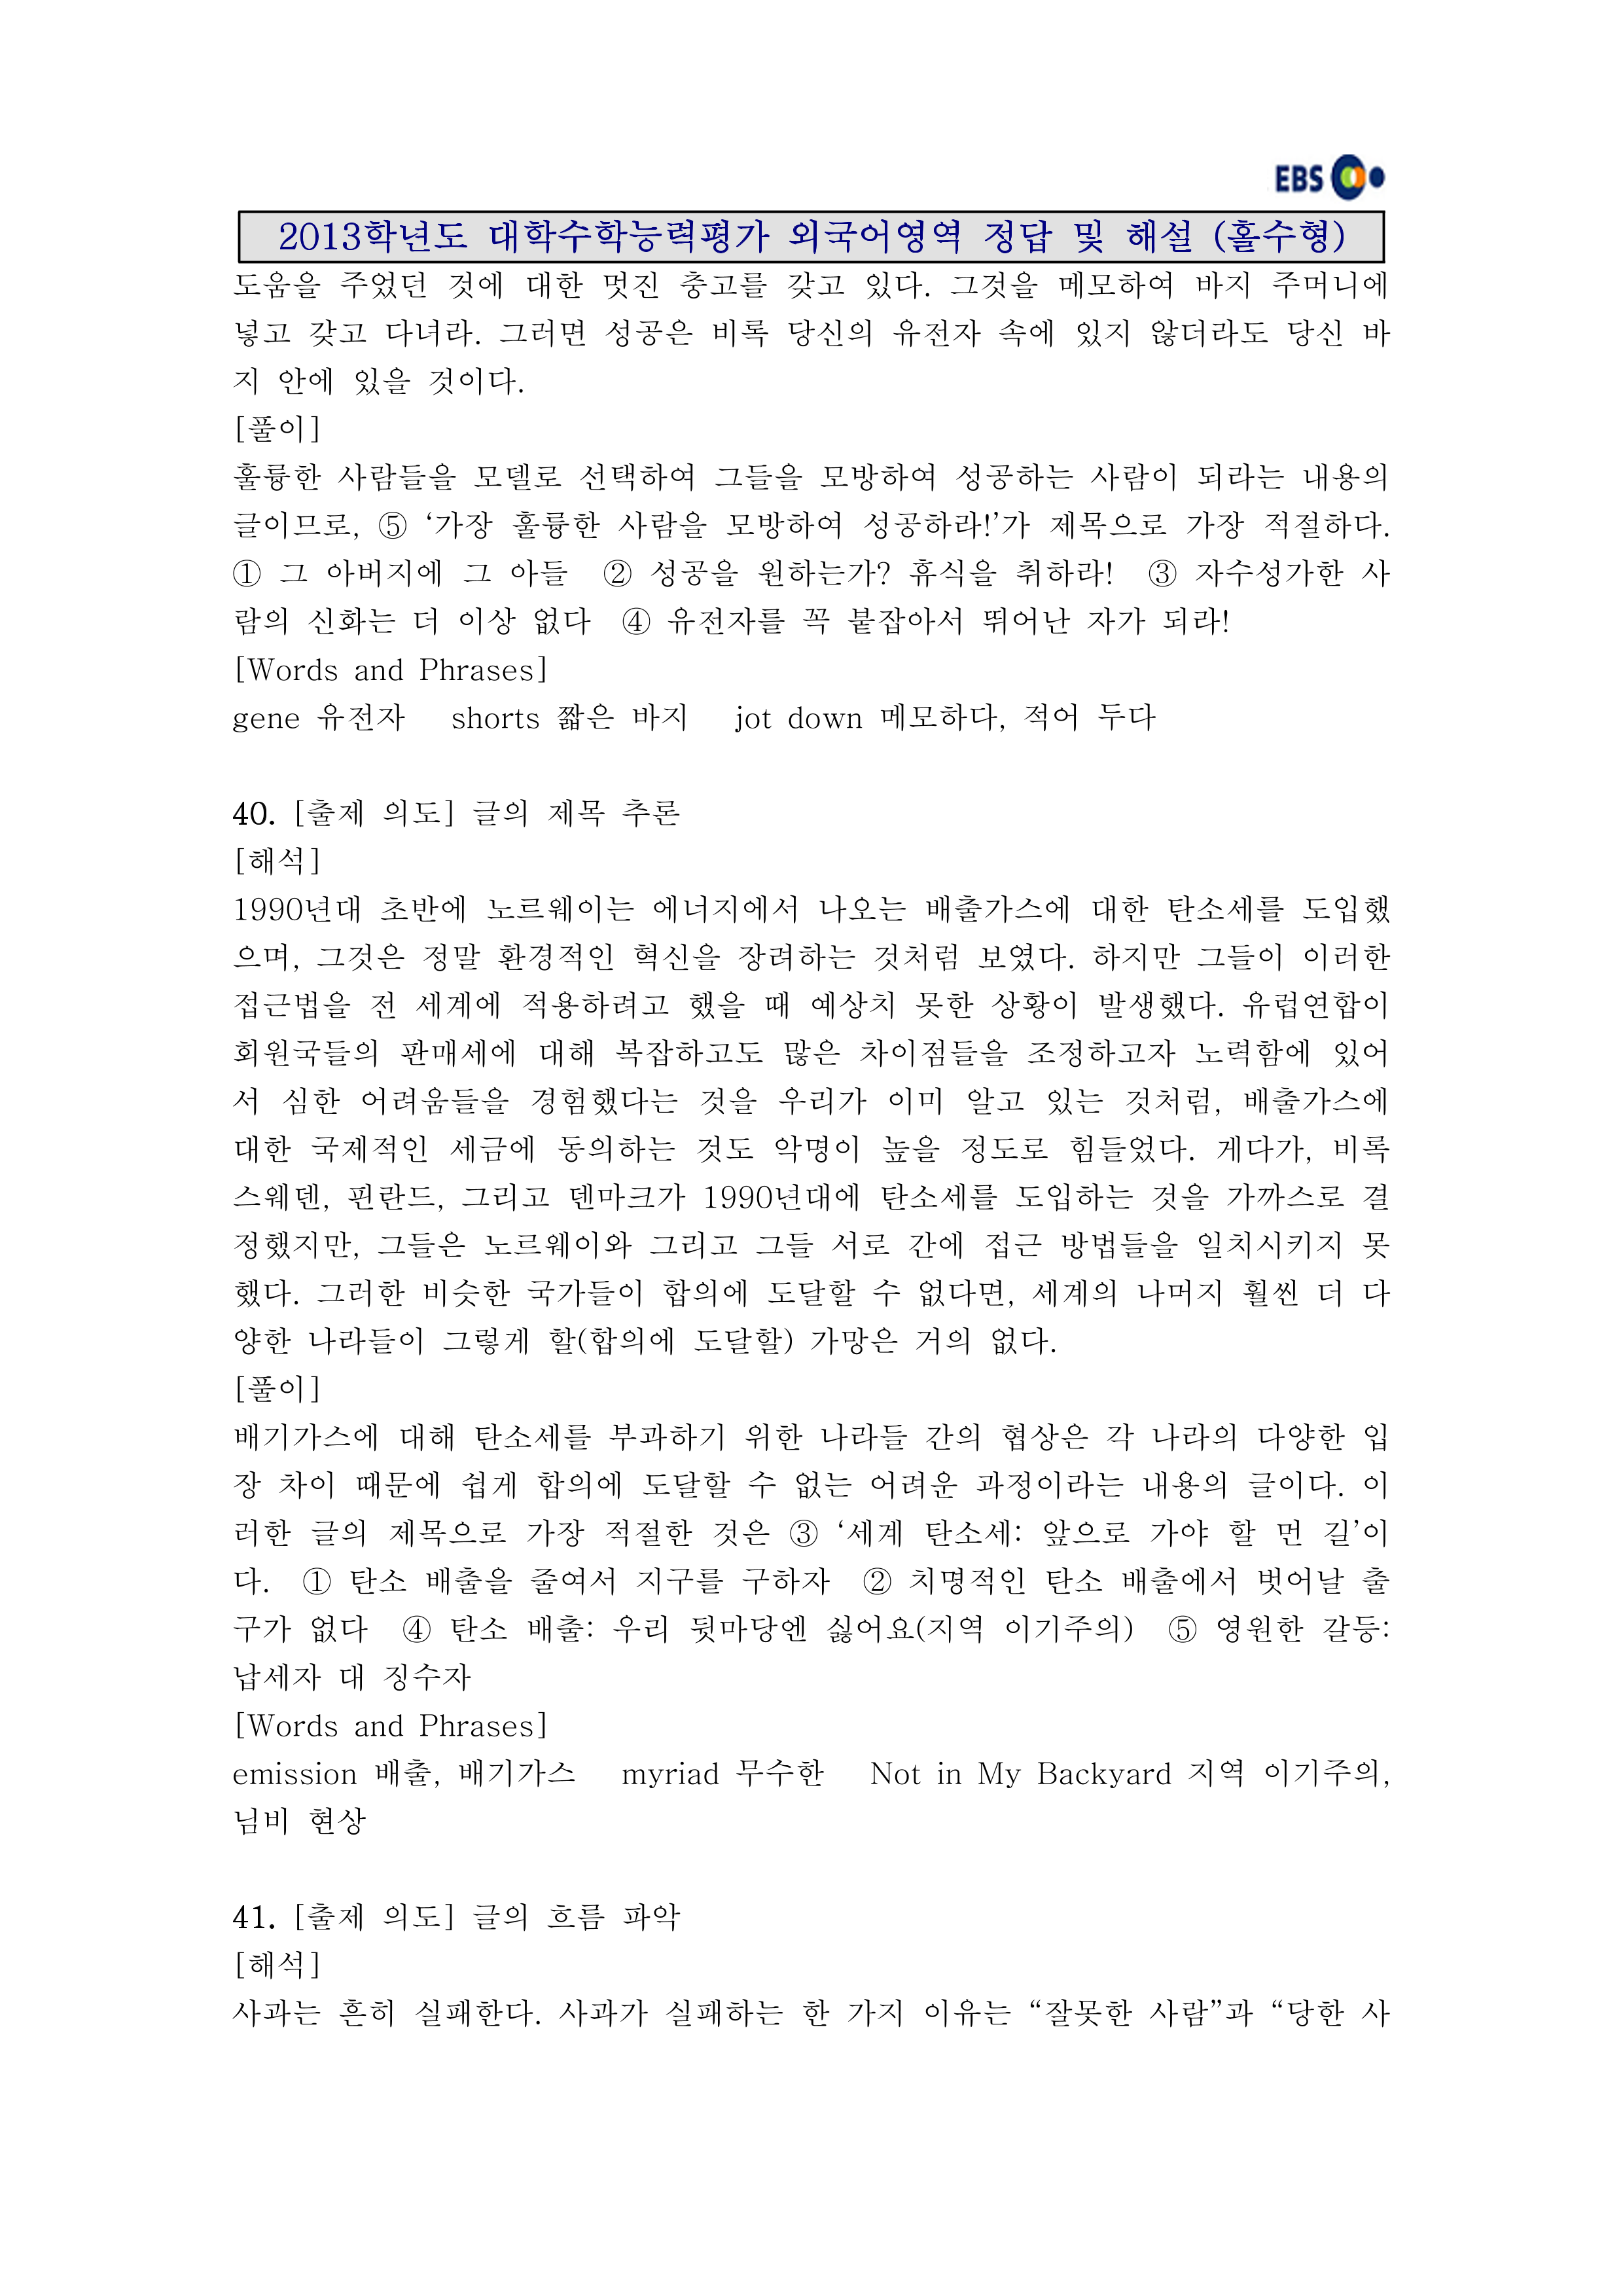 EBS
2013학년도 대학수학능력평가 외국어영역 정답 및 해설 (홀수형)
도움을 주었던 것에 대한 멋진 충고를 갖고 있다. 그것을 메모하여 바지 주머니에
넣고 갖고 다녀라. 그러면 성공은 비록 당신의 유전자 속에 있지 않더라도 당신 바
지 안에 있을 것이다.
[풀이]
훌륭한 사람들을 모델로 선택하여 그들을 모방하여 성공하는 사람이 되라는 내용의
글이므로, ⑤ ‘가장 훌륭한 사람을 모방하여 성공하라!’가 제목으로 가장 적절하다.
① 그 아버지에 그 아들 ② 성공을 원하는가? 휴식을 취하라! ③ 자수성가한 사
람의 신화는 더 이상 없다 ④ 유전자를 꼭 붙잡아서 뛰어난 자가 되라!
[Words and Phrases]
gene 유전자 shorts 짧은 바지 jot down 메모하다, 적어 두다
40. [출제 의도] 글의 제목 추론
[해석]
1990년대 초반에 노르웨이는 에너지에서 나오는 배출가스에 대한 탄소세를 도입했
으며, 그것은 정말 환경적인 혁신을 장려하는 것처럼 보였다. 하지만 그들이 이러한
접근법을 전 세계에 적용하려고 했을 때 예상치 못한 상황이 발생했다. 유럽연합이
회원국들의 판매세에 대해 복잡하고도 많은 차이점들을 조정하고자 노력함에 있어
서 심한 어려움들을 경험했다는 것을 우리가 이미 알고 있는 것처럼, 배출가스에
대한 국제적인 세금에 동의하는 것도 악명이 높을 정도로 힘들었다. 게다가, 비록
스웨덴, 핀란드, 그리고 덴마크가 1990년대에 탄소세를 도입하는 것을 가까스로 결
정했지만, 그들은 노르웨이와 그리고 그들 서로 간에 접근 방법들을 일치시키지 못
했다. 그러한 비슷한 국가들이 합의에 도달할 수 없다면, 세계의 나머지 훨씬 더 다
양한 나라들이 그렇게 할(합의에 도달할) 가망은 거의 없다.
[풀이]
배기가스에 대해 탄소세를 부과하기 위한 나라들 간의 협상은 각 나라의 다양한 입
장 차이 때문에 쉽게 합의에 도달할 수 없는 어려운 과정이라는 내용의 글이다. 이
러한 글의 제목으로 가장 적절한 것은 ③ ‘세계 탄소세: 앞으로 가야 할 먼 길’이
다. ① 탄소 배출을 줄여서 지구를 구하자 ② 치명적인 탄소 배출에서 벗어날 출
구가 없다 ④ 탄소 배출: 우리 뒷마당엔 싫어요(지역 이기주의) ⑤ 영원한 갈등:
납세자 대 징수자
[Words and Phrases]
emission 배출, 배기가스 myriad 무수한 Not in My Backyard 지역 이기주의,
님비 현상
41. [출제 의도] 글의 흐름 파악
[해석]
사과는 흔히 실패한다. 사과가 실패하는 한 가지 이유는 “잘못한 사람”과 “당한 사